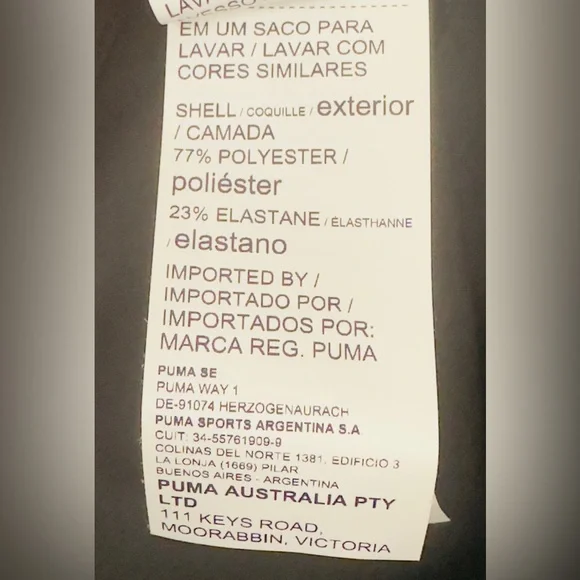 LAV
VESSO
EM UM SACO PARA
LAVAR / LAVAR COM
CORES SIMILARES
SHELL / COQUILLE / exterior
/ CAMADA
77% POLYESTER /
poliéster
23% ELASTANE / ÉLASTHANNE
/ elastano
IMPORTED BY /
IMPORTADO POR /
IMPORTADOS POR:
MARCA REG. PUMA
PUMA SE
PUMA WAY 1
DE-91074 HERZOGENAURACH
PUMA SPORTS ARGENTINA S.A.
CUIT: 34-55761909-9
COLINAS DEL NORTE 1381, EDIFICIO 3
LA LONJA (1669) PILAR
BUENOS AIRES - ARGENTINA
PUMA AUSTRALIA PTY
LTD
111 KEYS ROAD,
MOORABBIN, VICTORIA